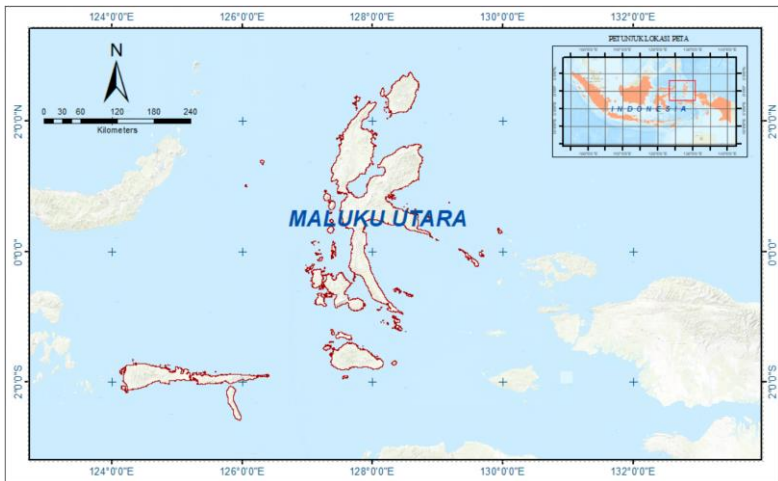 124°0'0"E 126°0'0"E 128°0'0"E 130°0'0"E 132°0'0"E
N
0 30 60 120 180 240
Kilometers
PETUNJUK LOKASI PETA
INDONESIA
2°0'0"N 2°0'0"N
MALUKU UTARA
0°0'0" 0°0'0"
2°0'0"S 2°0'0"S
124°0'0"E 126°0'0"E 128°0'0"E 130°0'0"E 132°0'0"E